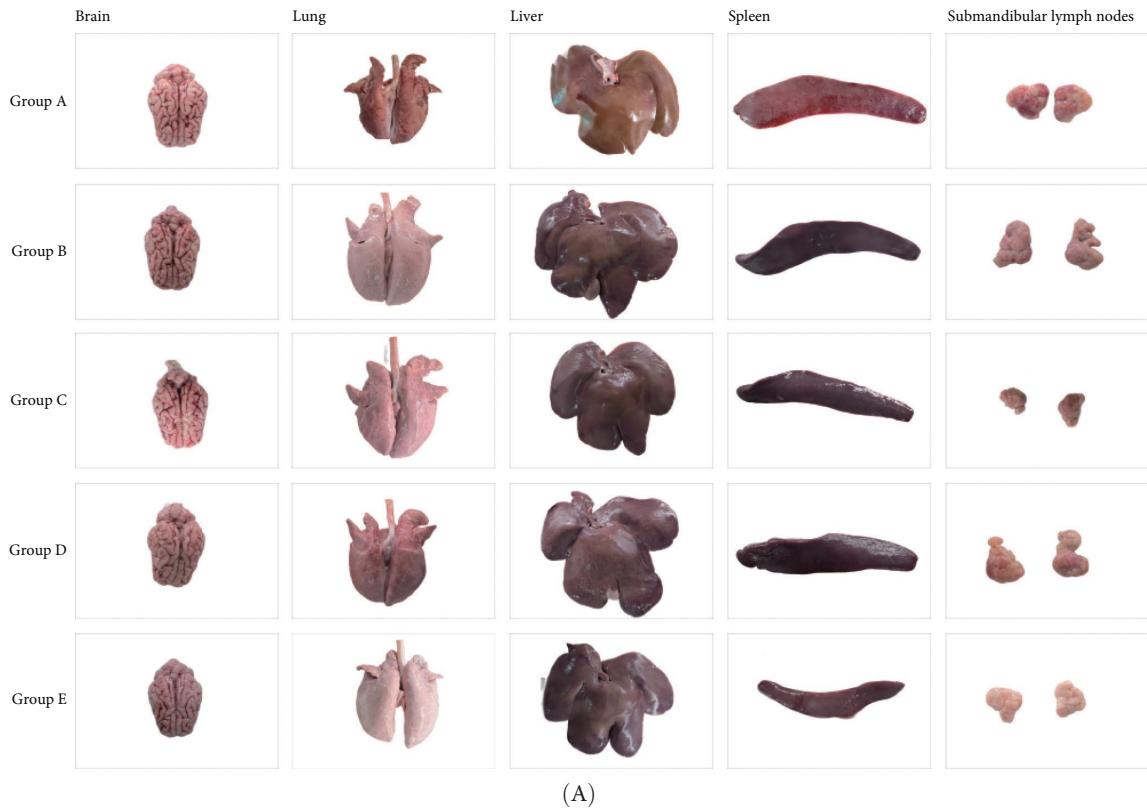 Brain Lung Liver Spleen Submandibular lymph nodes
Group A
Group B
Group C
Group D
Group E
(A)